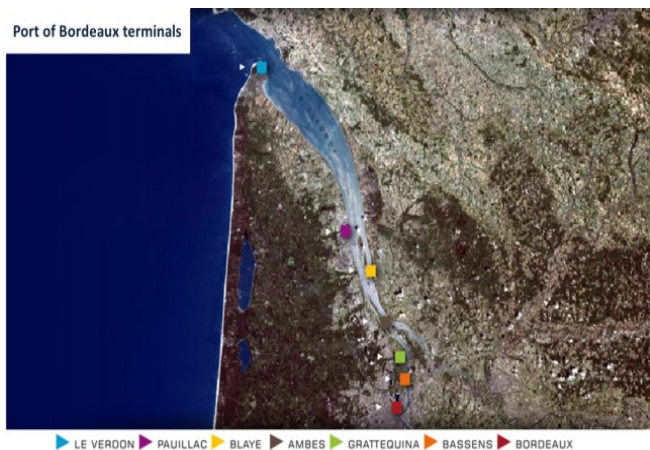 Port of Bordeaux terminals
LE VERDON PAUILLAC BLAYE AMBES GRATTEQUINA BASSENS BORDEAUX